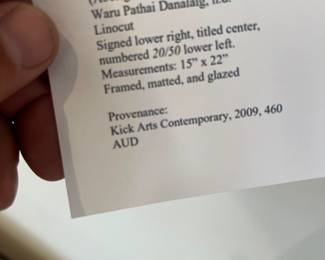 Waru Pathai Danalaig, n.d.
Linocut
Signed lower right, titled center,
numbered 20/50 lower left.
Measurements: 15" x 22"
Framed, matted, and glazed
Provenance:
Kick Arts Contemporary, 2009, 460
AUD